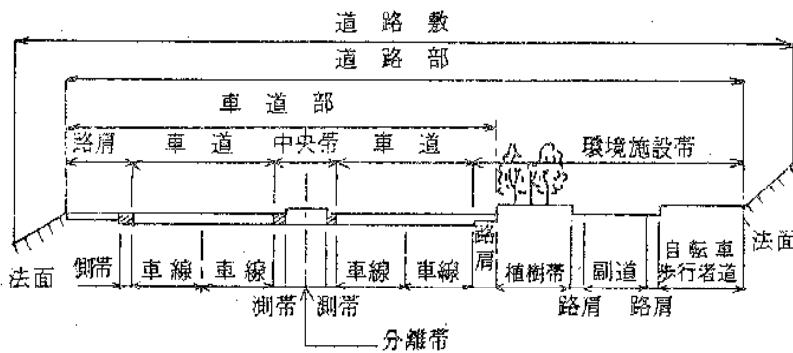 道路敷
道路部
車道部
路肩 車道 中央帯 車道 環境施設帯
路肩
法面 側帯 車線 車線 車線 車線 植樹帯 副道 自転車歩行者道 法面
測帯 測帯 路肩 路肩
分離帯